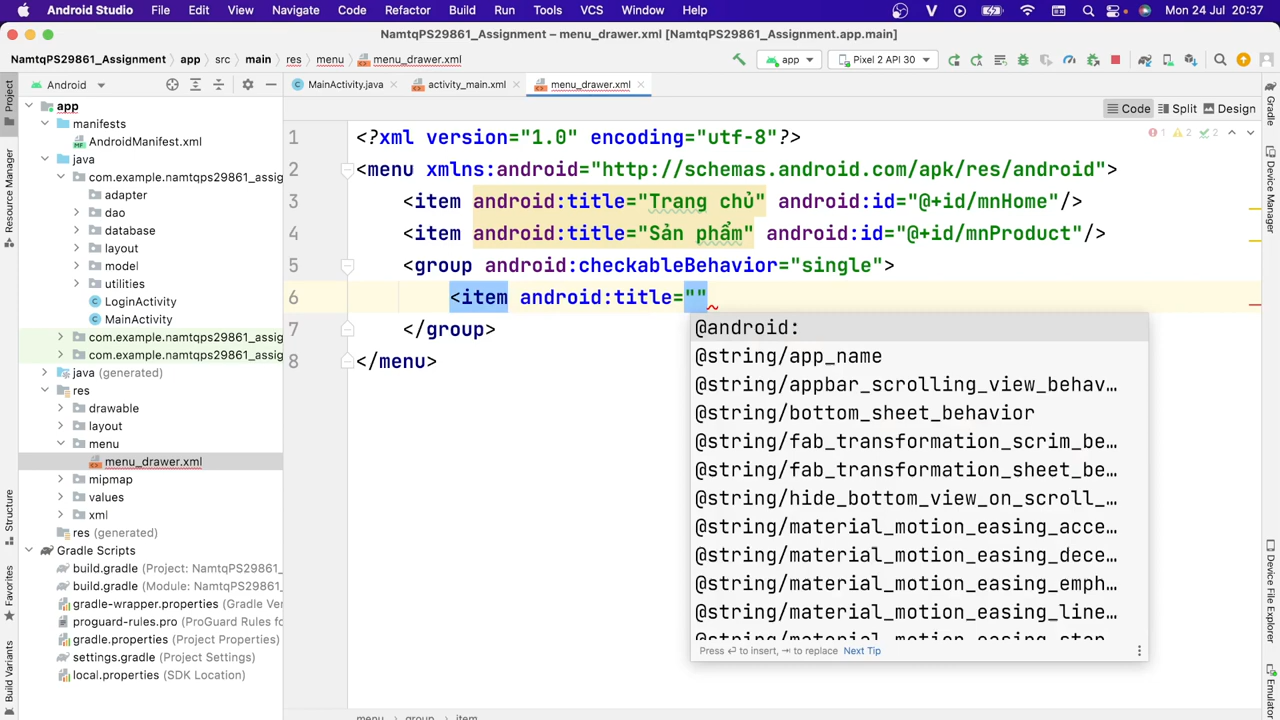 Android Studio File Edit View Navigate Code Refactor Build Run Tools VCS Window Help Mon 24 Jul 20:37
NamtqPS29861_Assignment – menu_drawer.xml [NamtqPS29861_Assignment.app.main]
NamtqPS29861_Assignment app src main res menu menu_drawer.xml app Pixel 2 API 30
Android
MainActivity.java activity_main.xml menu_drawer.xml
Code Split Design
Project
Resource Manager
Structure
Favorites
Build Variants
app
manifests
AndroidManifest.xml
java
com.example.namtqps29861_assig
adapter
dao
database
layout
model
utilities
LoginActivity
MainActivity
com.example.namtqps29861_assig
com.example.namtqps29861_assig
java (generated)
res
drawable
layout
menu
menu_drawer.xml
mipmap
values
xml
res (generated)
Gradle Scripts
build.gradle (Project: NamtqPS29861_
build.gradle (Module: NamtqPS29861_
gradle-wrapper.properties (Gradle Ver
proguard-rules.pro (ProGuard Rules fo
gradle.properties (Project Properties)
settings.gradle (Project Settings)
local.properties (SDK Location)
1 <?xml version="1.0" encoding="utf-8"?>
2 <menu xmlns:android="http://schemas.android.com/apk/res/android">
3 <item android:title="Trang chủ" android:id="@+id/mnHome"/>
4 <item android:title="Sản phẩm" android:id="@+id/mnProduct"/>
5 <group android:checkableBehavior="single">
6 <item android:title=""
7 </group>
8 </menu>
1 2 2
@android:
@string/app_name
@string/appbar_scrolling_view_behav…
@string/bottom_sheet_behavior
@string/fab_transformation_scrim_be…
@string/fab_transformation_sheet_be…
@string/hide_bottom_view_on_scroll_…
@string/material_motion_easing_acce…
@string/material_motion_easing_dece…
@string/material_motion_easing_emph…
@string/material_motion_easing_line…
@string/material_motion_easing_stan
Press ↩ to insert, ⇥ to replace Next Tip
menu › group › item
Gradle
Device Manager
Device File Explorer
Emulator